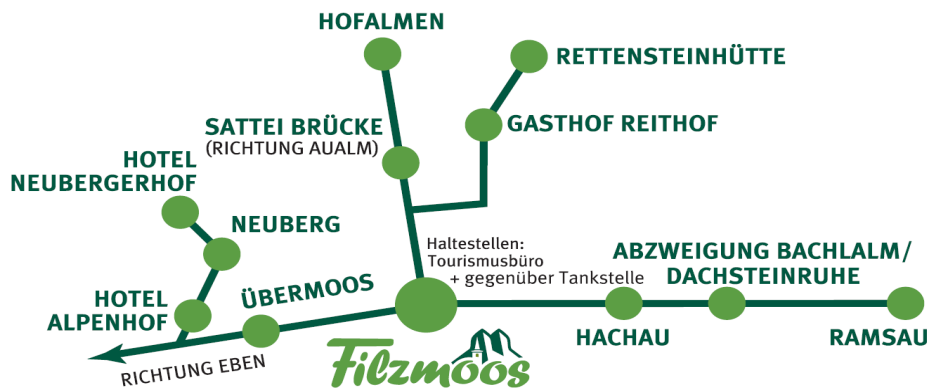 HOFALMEN
RETTENSTEINHÜTTE
SATTEI BRÜCKE
(RICHTUNG AUALM)
GASTHOF REITHOF
HOTEL
NEUBERGERHOF
NEUBERG
Haltestellen:
Tourismusbüro
+ gegenüber Tankstelle
ABZWEIGUNG BACHLALM/
DACHSTEINRUHE
HOTEL
ALPENHOF
ÜBERMOOS
HACHAU
RAMSAU
RICHTUNG EBEN
Filzmoos